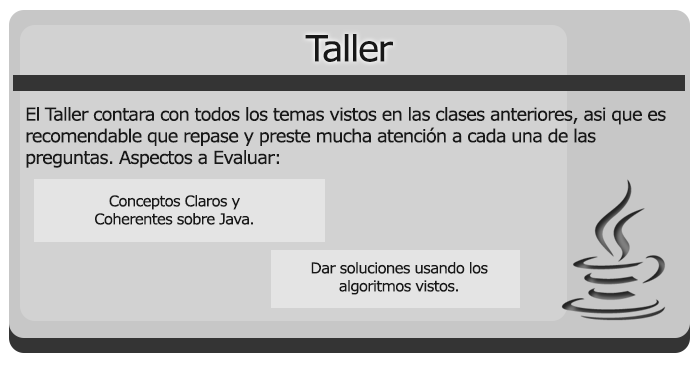 Taller
El Taller contara con todos los temas vistos en las clases anteriores, asi que es
recomendable que repase y preste mucha atención a cada una de las
preguntas. Aspectos a Evaluar:
Conceptos Claros y
Coherentes sobre Java.
Dar soluciones usando los
algoritmos vistos.